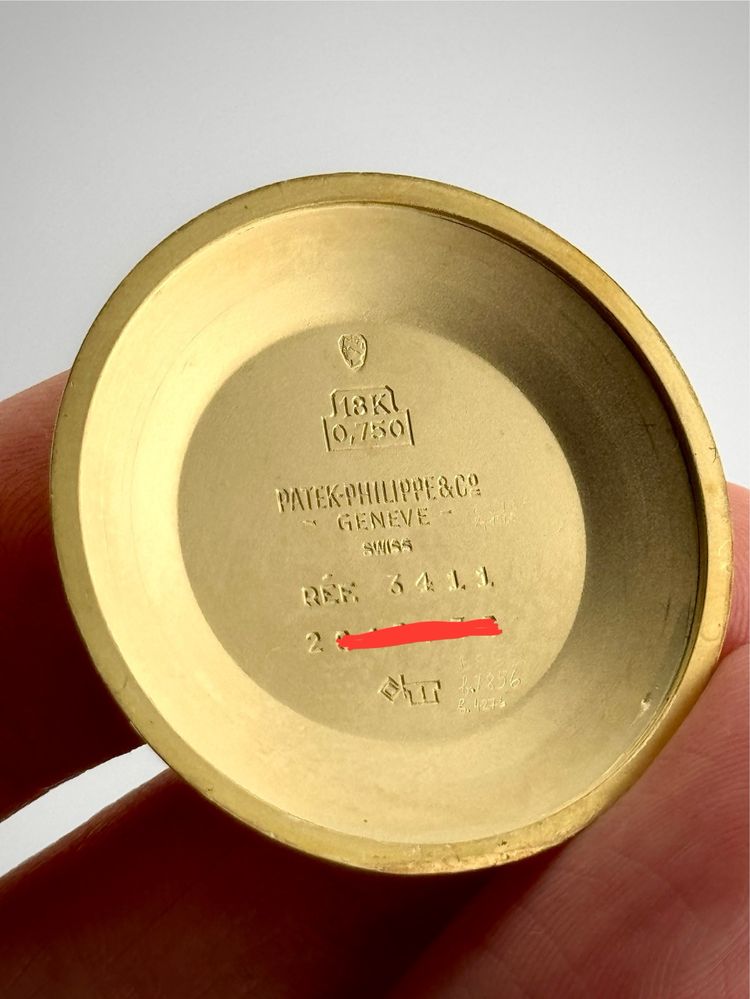 18K
0,750
PATEK·PHILIPPE & Cº
- GENEVE -
SWISS
RÉF. 3411